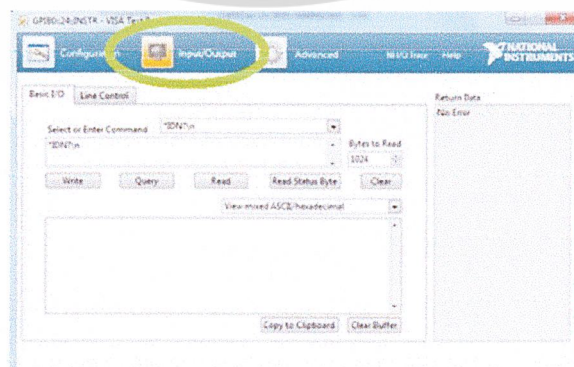 GPIB0::24::INSTR - VISA Test
Configuration Input/Output Advanced NI I/O Trace Help NATIONAL INSTRUMENTS
Basic I/O Line Control Return Data
No Error
Select or Enter Command *IDN?\n
*IDN?\n Bytes to Read
1024
Write Query Read Read Status Byte Clear
View mixed ASCII/hexadecimal
Copy to Clipboard Clear Buffer